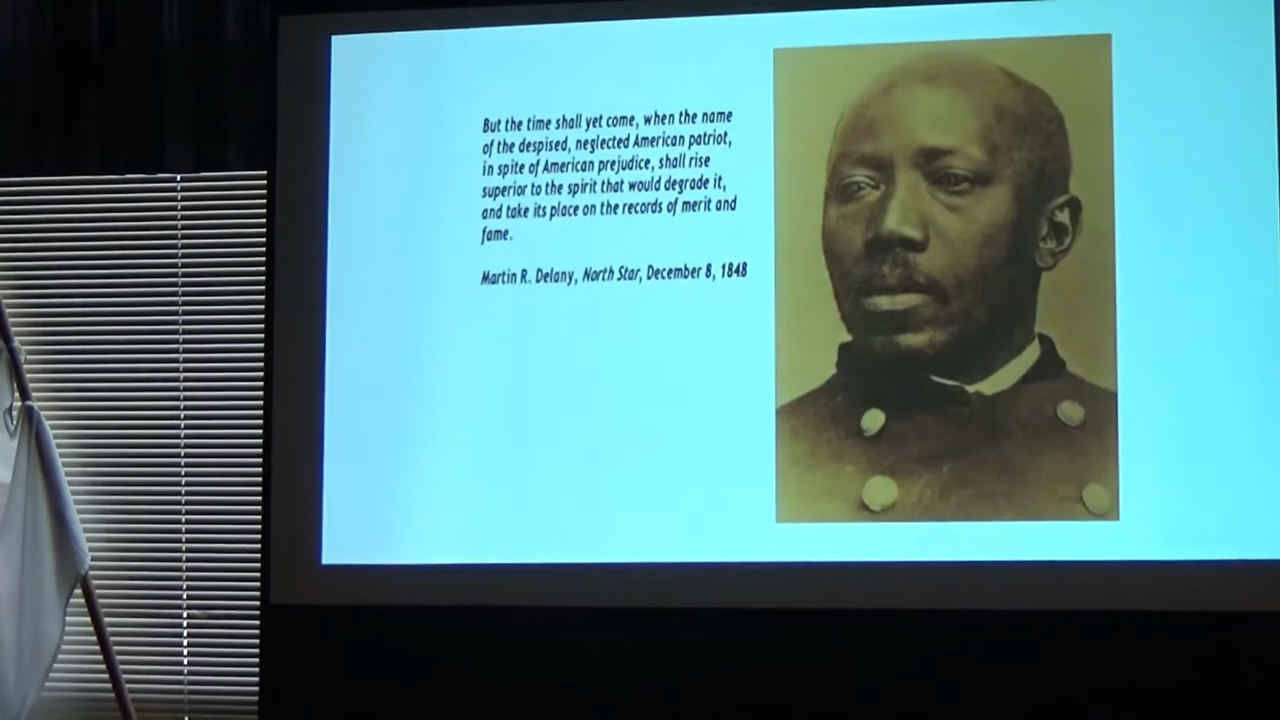 But the time shall yet come, when the name
of the despised, neglected American patriot,
in spite of American prejudice, shall rise
superior to the spirit that would degrade it,
and take its place on the records of merit and
fame.
Martin R. Delany, North Star, December 8, 1848